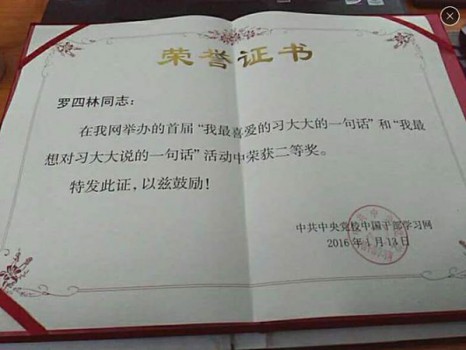 荣誉证书
罗四林同志：
在我网举办的首届“我最喜爱的习大大的一句话”和“我最
想对习大大说的一句话”活动中荣获二等奖。
特发此证，以兹鼓励！
中共中央党校中国干部学习网
2016年1月13日